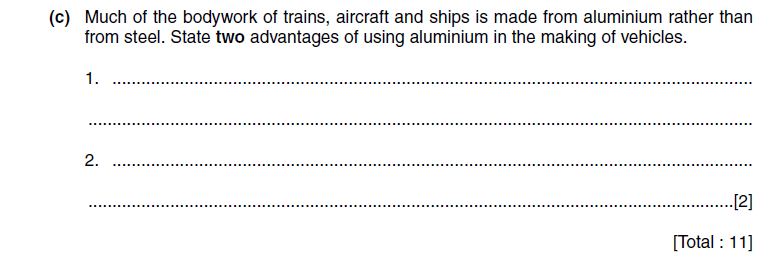 (c) Much of the bodywork of trains, aircraft and ships is made from aluminium rather than
from steel. State two advantages of using aluminium in the making of vehicles.
1. ..............................................................................................................
..............................................................................................................
2. ..............................................................................................................
..............................................................................................................[2]
[Total : 11]